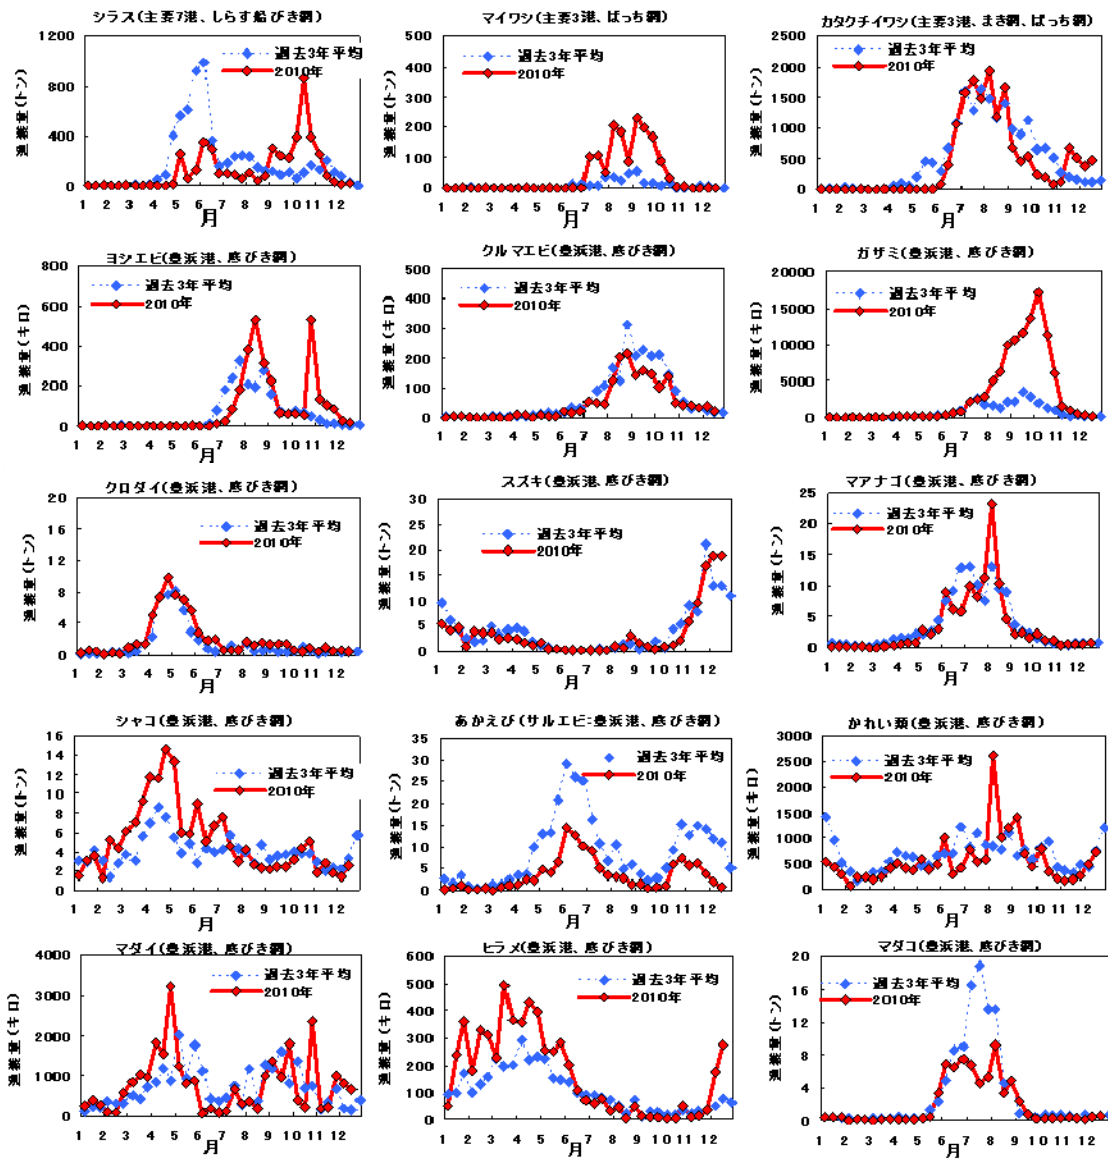 シラス(主要7港、しらす船びき網)
過去3年平均
2010年
漁獲量(トン)
1200
800
400
0
1 2 3 4 5 6 7 8 9 10 11 12
月
マイワシ(主要3港、ばっち網)
過去3年平均
2010年
漁獲量(トン)
500
400
300
200
100
0
1 2 3 4 5 6 7 8 9 10 11 12
月
カタクチイワシ(主要3港、まき網、ばっち網)
過去3年平均
2010年
漁獲量(トン)
2500
2000
1500
1000
500
0
1 2 3 4 5 6 7 8 9 10 11 12
月
ヨシエビ(豊浜港、底びき網)
過去3年平均
2010年
漁獲量(キロ)
800
600
400
200
0
1 2 3 4 5 6 7 8 9 10 11 12
月
クルマエビ(豊浜港、底びき網)
過去3年平均
2010年
漁獲量(キロ)
500
400
300
200
100
0
1 2 3 4 5 6 7 8 9 10 11 12
月
ガザミ(豊浜港、底びき網)
過去3年平均
2010年
漁獲量(キロ)
20000
15000
10000
5000
0
1 2 3 4 5 6 7 8 9 10 11 12
月
クロダイ(豊浜港、底びき網)
過去3年平均
2010年
漁獲量(トン)
20
16
12
8
4
0
1 2 3 4 5 6 7 8 9 10 11 12
月
スズキ(豊浜港、底びき網)
過去3年平均
2010年
漁獲量(トン)
30
25
20
15
10
5
0
1 2 3 4 5 6 7 8 9 10 11 12
月
マアナゴ(豊浜港、底びき網)
過去3年平均
2010年
漁獲量(トン)
25
20
15
10
5
0
1 2 3 4 5 6 7 8 9 10 11 12
月
シャコ(豊浜港、底びき網)
過去3年平均
2010年
漁獲量(トン)
16
14
12
10
8
6
4
2
0
1 2 3 4 5 6 7 8 9 10 11 12
月
あかえび(サルエビ:豊浜港、底びき網)
過去3年平均
2010年
漁獲量(トン)
35
30
25
20
15
10
5
0
1 2 3 4 5 6 7 8 9 10 11 12
月
かれい類(豊浜港、底びき網)
過去3年平均
2010年
漁獲量(キロ)
3000
2500
2000
1500
1000
500
0
1 2 3 4 5 6 7 8 9 10 11 12
月
マダイ(豊浜港、底びき網)
過去3年平均
2010年
漁獲量(キロ)
4000
3000
2000
1000
0
1 2 3 4 5 6 7 8 9 10 11 12
月
ヒラメ(豊浜港、底びき網)
過去3年平均
2010年
漁獲量(キロ)
600
500
400
300
200
100
0
1 2 3 4 5 6 7 8 9 10 11 12
月
マダコ(豊浜港、底びき網)
過去3年平均
2010年
漁獲量(トン)
20
16
12
8
4
0
1 2 3 4 5 6 7 8 9 10 11 12
月